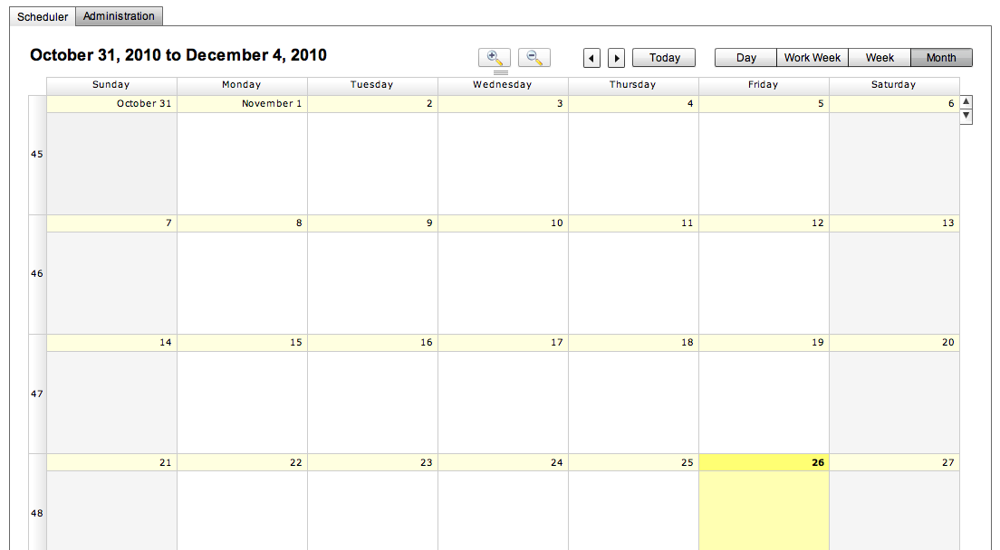 Scheduler Administration
October 31, 2010 to December 4, 2010 Today Day Work Week Week Month
Sunday Monday Tuesday Wednesday Thursday Friday Saturday
October 31 November 1 2 3 4 5 6
45
7 8 9 10 11 12 13
46
14 15 16 17 18 19 20
47
21 22 23 24 25 26 27
48